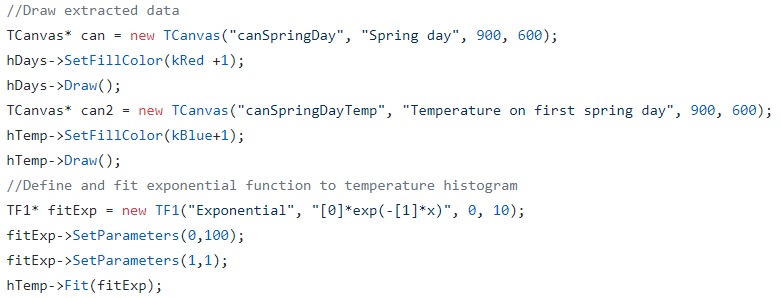 //Draw extracted data
TCanvas* can = new TCanvas("canSpringDay", "Spring day", 900, 600);
hDays->SetFillColor(kRed +1);
hDays->Draw();
TCanvas* can2 = new TCanvas("canSpringDayTemp", "Temperature on first spring day", 900, 600);
hTemp->SetFillColor(kBlue+1);
hTemp->Draw();
//Define and fit exponential function to temperature histogram
TF1* fitExp = new TF1("Exponential", "[0]*exp(-[1]*x)", 0, 10);
fitExp->SetParameters(0,100);
fitExp->SetParameters(1,1);
hTemp->Fit(fitExp);